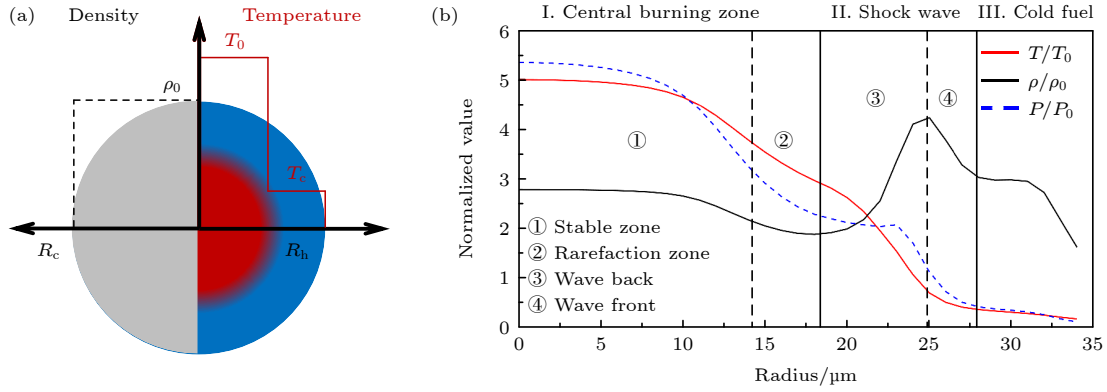 (a)
Density
Temperature
T0
ρ0
Tc
Rc
Rh
(b)
I. Central burning zone
II. Shock wave
III. Cold fuel
T/T0
ρ/ρ0
P/P0
①
②
③
④
① Stable zone
② Rarefaction zone
③ Wave back
④ Wave front
Normalized value
6
5
4
3
2
1
0
0 5 10 15 20 25 30 35
Radius/µm